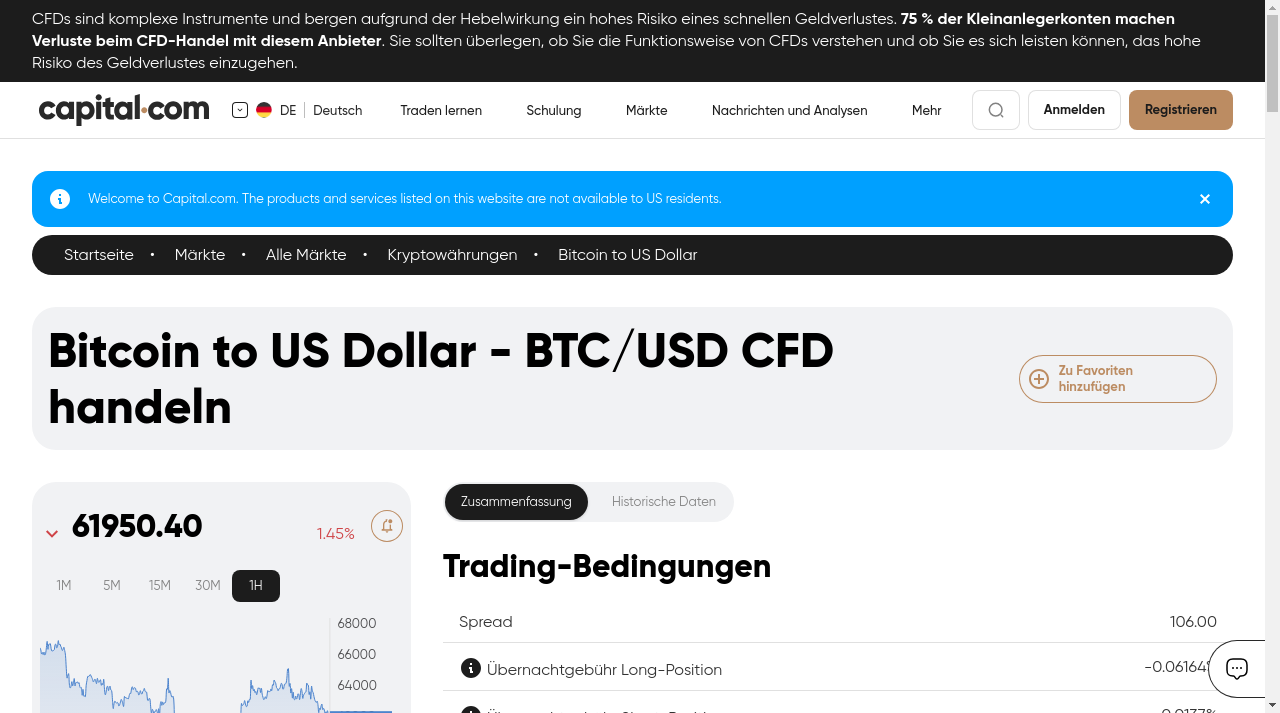 CFDs sind komplexe Instrumente und bergen aufgrund der Hebelwirkung ein hohes Risiko eines schnellen Geldverlustes. 75 % der Kleinanlegerkonten machen
Verluste beim CFD-Handel mit diesem Anbieter. Sie sollten überlegen, ob Sie die Funktionsweise von CFDs verstehen und ob Sie es sich leisten können, das hohe
Risiko des Geldverlustes einzugehen.
capital.com DE Deutsch Traden lernen Schulung Märkte Nachrichten und Analysen Mehr Anmelden Registrieren
Welcome to Capital.com. The products and services listed on this website are not available to US residents.
Startseite • Märkte • Alle Märkte • Kryptowährungen • Bitcoin to US Dollar
Bitcoin to US Dollar - BTC/USD CFD
handeln
Zu Favoriten
hinzufügen
61950.40 1.45%
1M 5M 15M 30M 1H
68000
66000
64000
Zusammenfassung Historische Daten
Trading-Bedingungen
Spread 106.00
Übernachtgebühr Long-Position